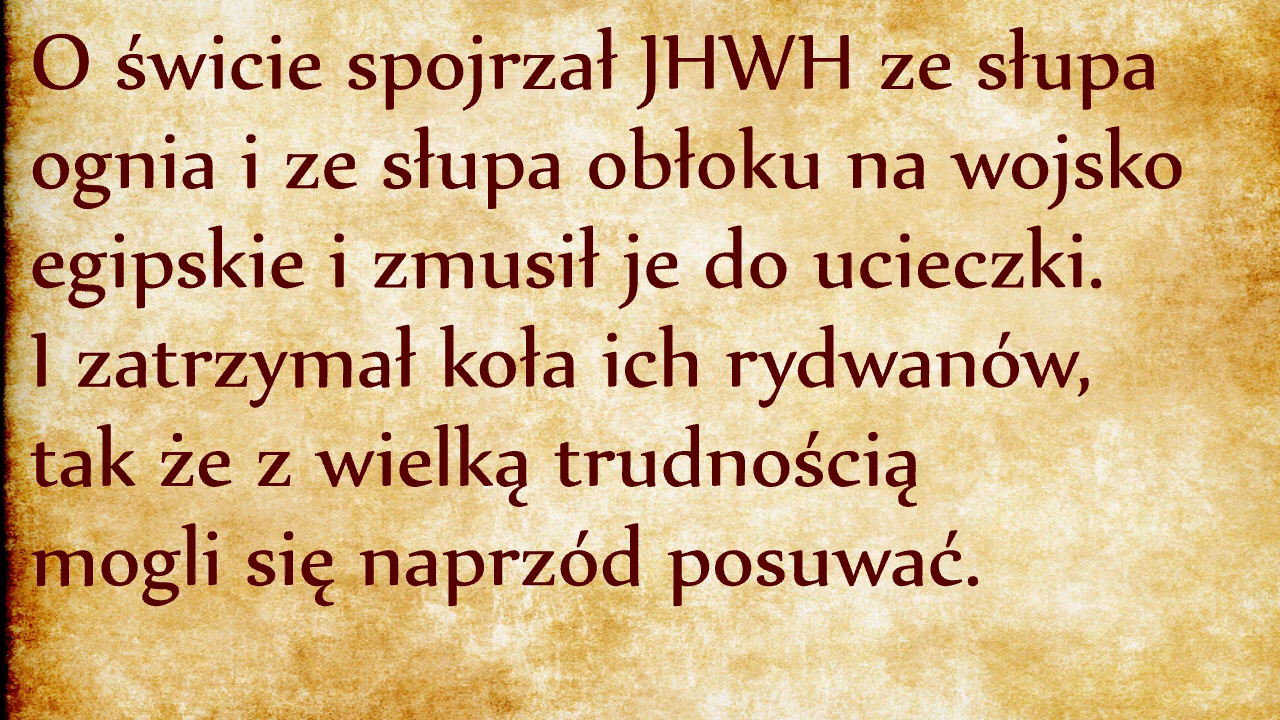 O świcie spojrzał JHWH ze słupa
ognia i ze słupa obłoku na wojsko
egipskie i zmusił je do ucieczki.
I zatrzymał koła ich rydwanów,
tak że z wielką trudnością
mogli się naprzód posuwać.